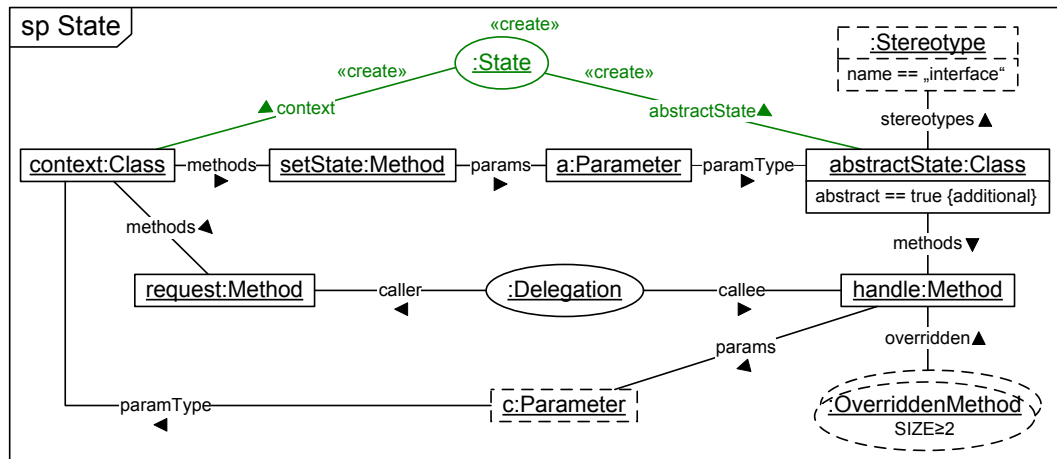 sp State
«create»
:State
«create»
«create»
context
abstractState
:Stereotype
name == „interface“
stereotypes
context:Class
methods
setState:Method
params
a:Parameter
paramType
abstractState:Class
abstract == true {additional}
methods
methods
request:Method
caller
:Delegation
callee
handle:Method
params
overridden
paramType
c:Parameter
:OverriddenMethod
SIZE≥2